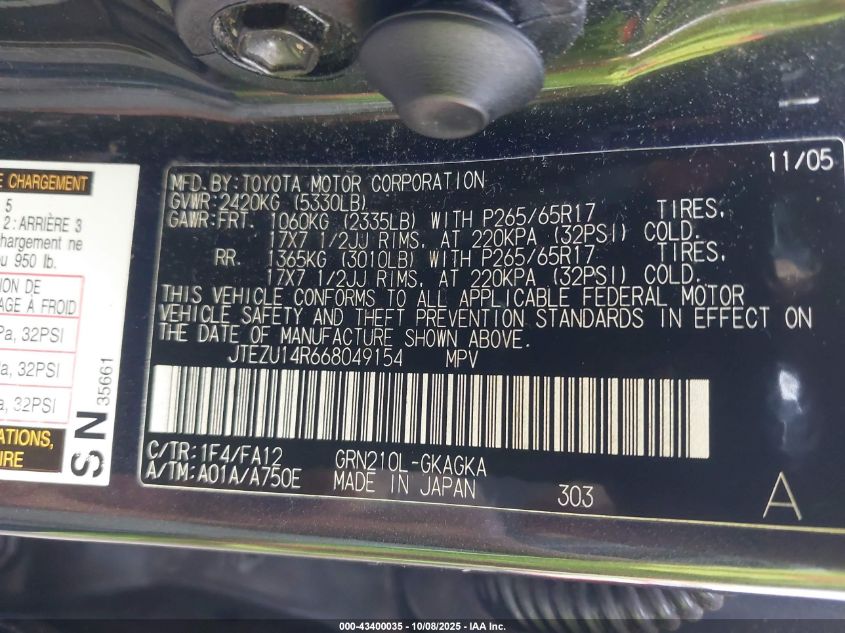 E CHARGEMENT
5
2: ARRIÈRE 3
chargement ne
u 950 lb.
ION DE
AGE À FROID
Pa, 32PSI
a, 32PSI
a, 32PSI
ATIONS,
IRE
SN
35661
11/05
MFD.BY:TOYOTA MOTOR CORPORATION
GVWR:2420KG (5330LB)
GAWR:FRT. 1060KG (2335LB) WITH P265/65R17 TIRES,
17X7 1/2JJ RIMS, AT 220KPA (32PSI) COLD.
RR. 1365KG (3010LB) WITH P265/65R17 TIRES,
17X7 1/2JJ RIMS, AT 220KPA (32PSI) COLD.
THIS VEHICLE CONFORMS TO ALL APPLICABLE FEDERAL MOTOR
VEHICLE SAFETY AND THEFT PREVENTION STANDARDS IN EFFECT ON
THE DATE OF MANUFACTURE SHOWN ABOVE.
JTEZU14R668049154 MPV
C/TR:1F4/FA12 GRN210L-GKAGKA
A/TM:A01A/A750E MADE IN JAPAN 303 A
000-43400035 - 10/08/2025 - IAA Inc.